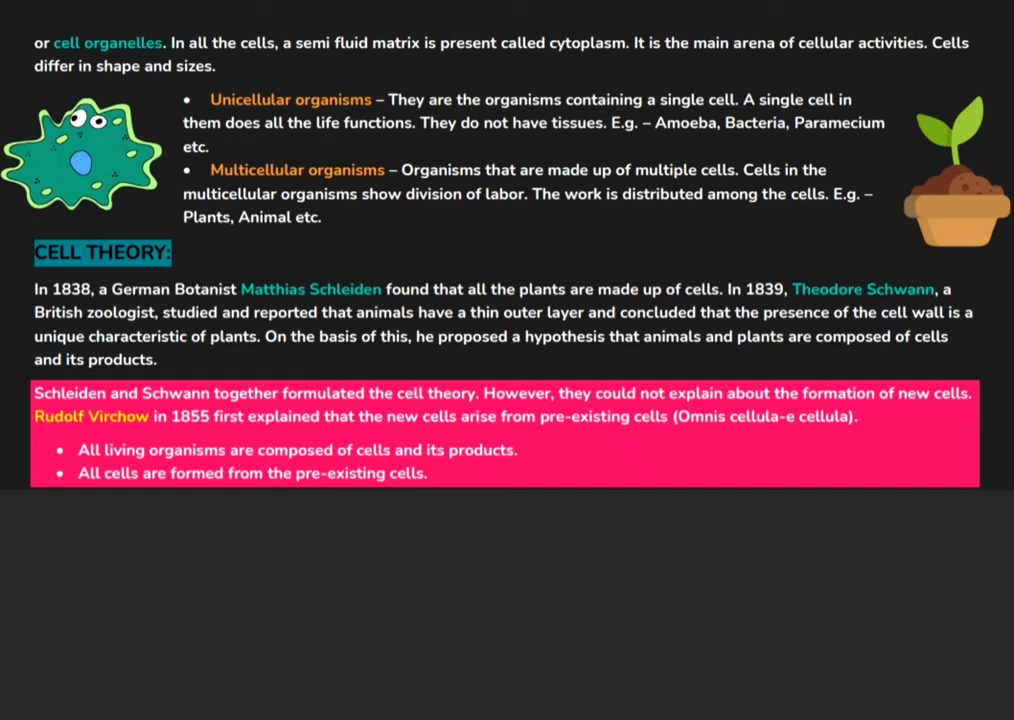 or cell organelles. In all the cells, a semi fluid matrix is present called cytoplasm. It is the main arena of cellular activities. Cells
differ in shape and sizes.
• Unicellular organisms – They are the organisms containing a single cell. A single cell in
them does all the life functions. They do not have tissues. E.g. – Amoeba, Bacteria, Paramecium
etc.
• Multicellular organisms – Organisms that are made up of multiple cells. Cells in the
multicellular organisms show division of labor. The work is distributed among the cells. E.g. –
Plants, Animal etc.
CELL THEORY:
In 1838, a German Botanist Matthias Schleiden found that all the plants are made up of cells. In 1839, Theodore Schwann, a
British zoologist, studied and reported that animals have a thin outer layer and concluded that the presence of the cell wall is a
unique characteristic of plants. On the basis of this, he proposed a hypothesis that animals and plants are composed of cells
and its products.
Schleiden and Schwann together formulated the cell theory. However, they could not explain about the formation of new cells.
Rudolf Virchow in 1855 first explained that the new cells arise from pre-existing cells (Omnis cellula-e cellula).
• All living organisms are composed of cells and its products.
• All cells are formed from the pre-existing cells.